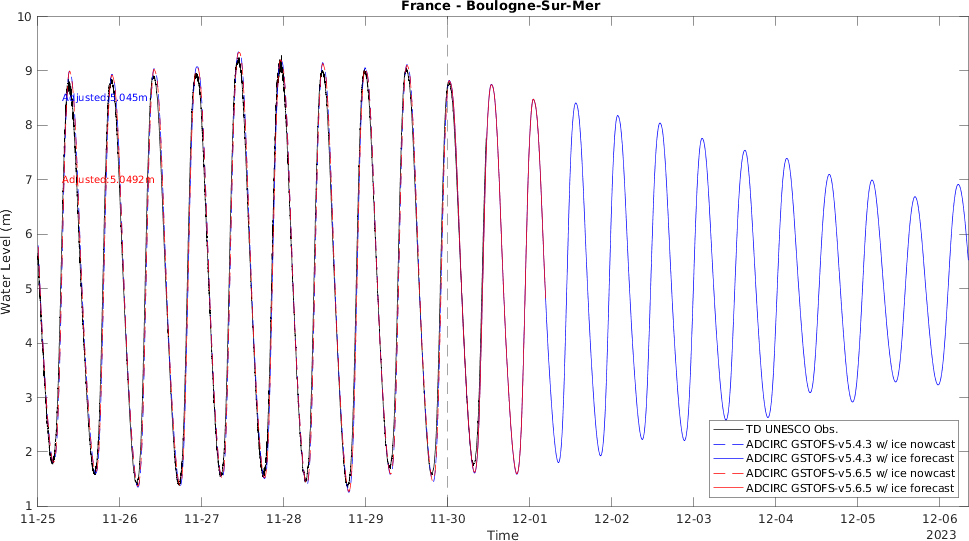 France - Boulogne-Sur-Mer
10
9
8
7
6
5
4
3
2
1
Water Level (m)
Adjusted:5.045m
Adjusted:5.0492m
TD UNESCO Obs.
ADCIRC GSTOFS-v5.4.3 w/ ice nowcast
ADCIRC GSTOFS-v5.4.3 w/ ice forecast
ADCIRC GSTOFS-v5.6.5 w/ ice nowcast
ADCIRC GSTOFS-v5.6.5 w/ ice forecast
11-25 11-26 11-27 11-28 11-29 11-30 12-01 12-02 12-03 12-04 12-05 12-06
Time
2023